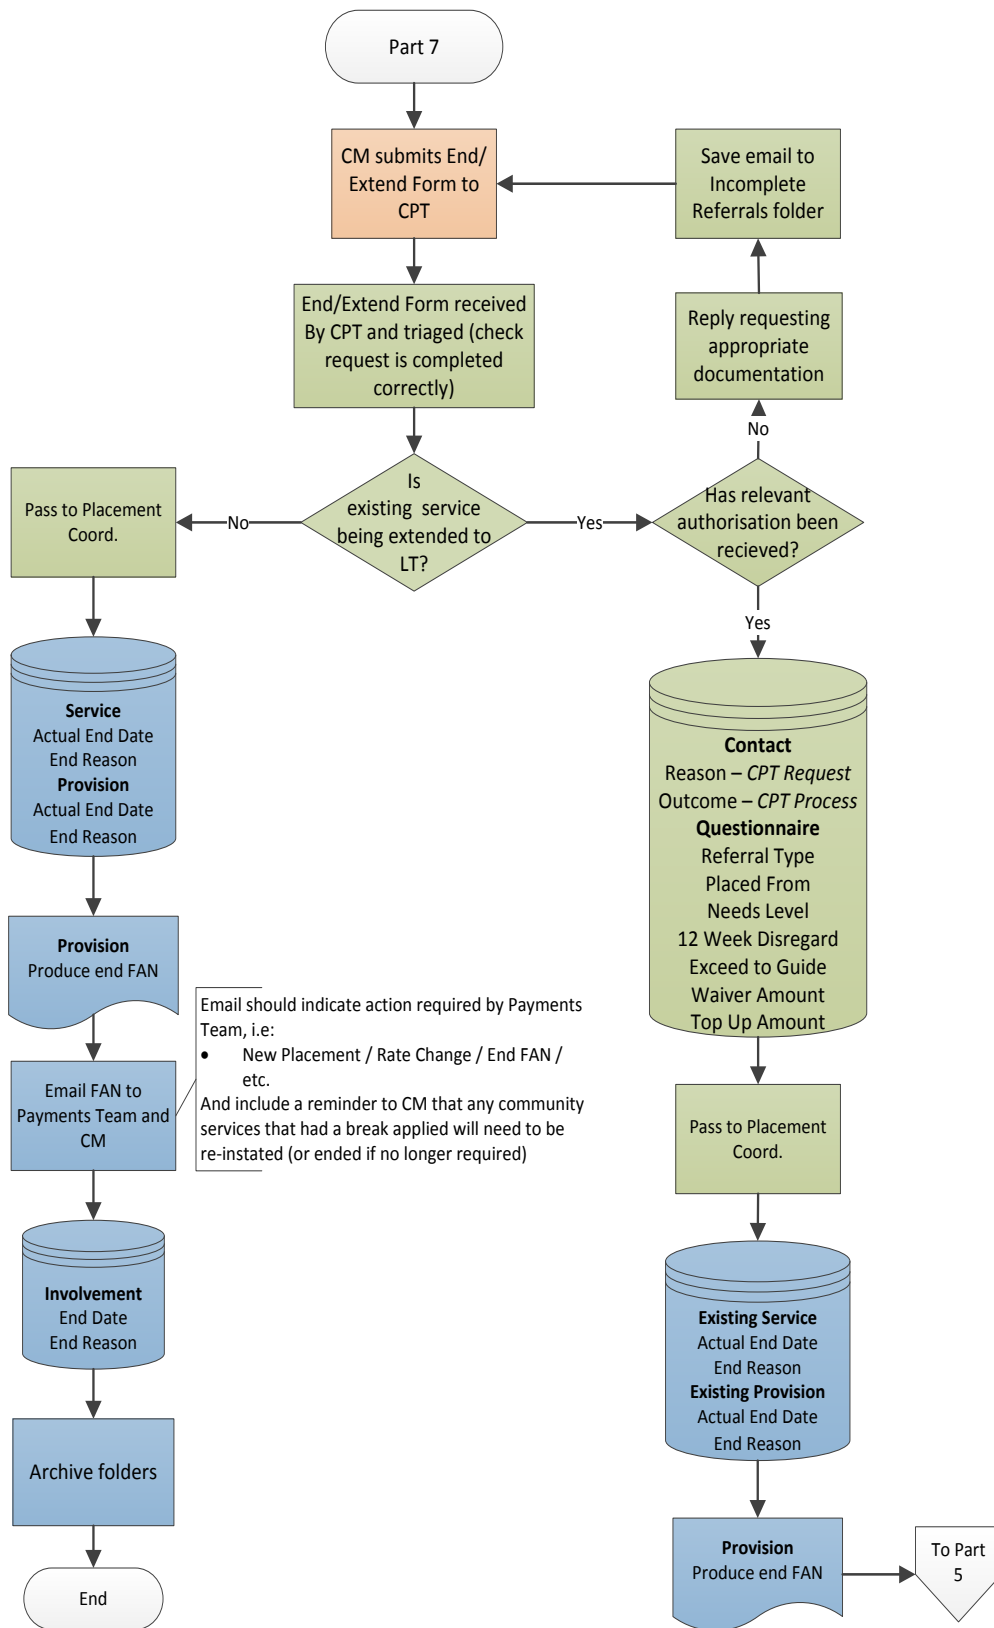 Part 7
CM submits End/
Extend Form to
CPT
Save email to
Incomplete
Referrals folder
End/Extend Form received
By CPT and triaged (check
request is completed
correctly)
Reply requesting
appropriate
documentation
No
Is
existing service
being extended to
LT?
No
Yes
Has relevant
authorisation been
recieved?
Yes
Pass to Placement
Coord.
Service
Actual End Date
End Reason
Provision
Actual End Date
End Reason
Provision
Produce end FAN
Email FAN to
Payments Team and
CM
Email should indicate action required by Payments
Team, i.e:
• New Placement / Rate Change / End FAN /
etc.
And include a reminder to CM that any community
services that had a break applied will need to be
re-instated (or ended if no longer required)
Involvement
End Date
End Reason
Archive folders
End
Contact
Reason – CPT Request
Outcome – CPT Process
Questionnaire
Referral Type
Placed From
Needs Level
12 Week Disregard
Exceed to Guide
Waiver Amount
Top Up Amount
Pass to Placement
Coord.
Existing Service
Actual End Date
End Reason
Existing Provision
Actual End Date
End Reason
Provision
Produce end FAN
To Part
5